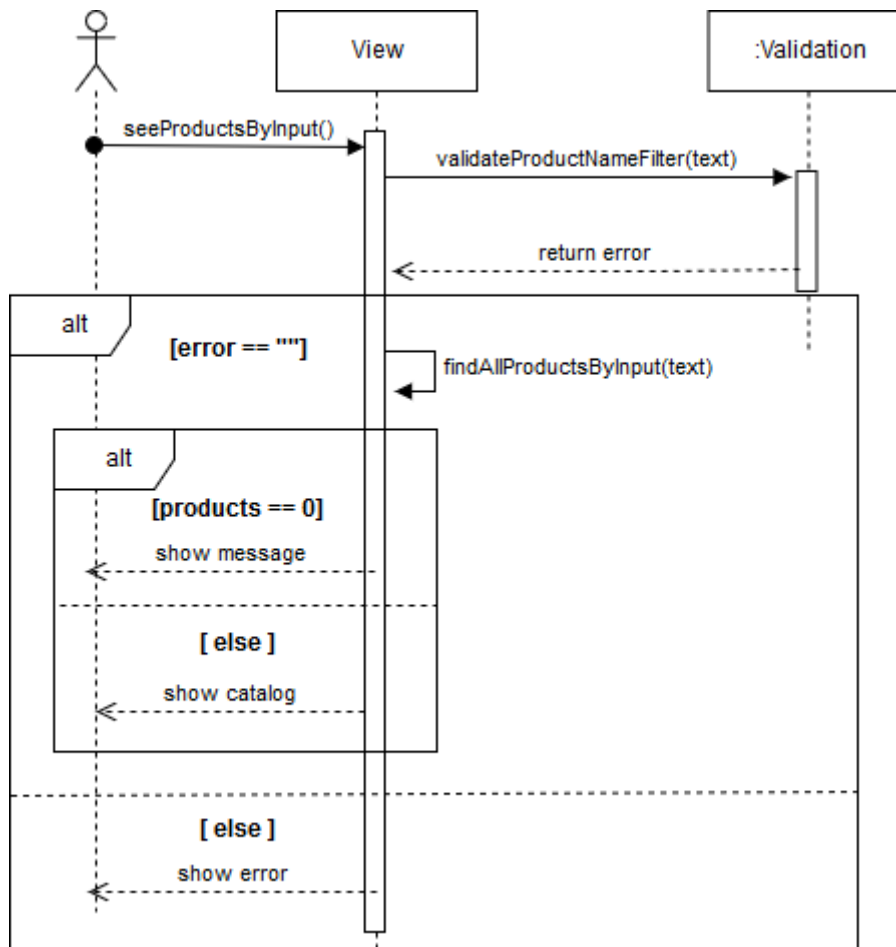 View
:Validation
seeProductsByInput()
validateProductNameFilter(text)
return error
alt
[error == ""]
findAllProductsByInput(text)
alt
[products == 0]
show message
[ else ]
show catalog
[ else ]
show error